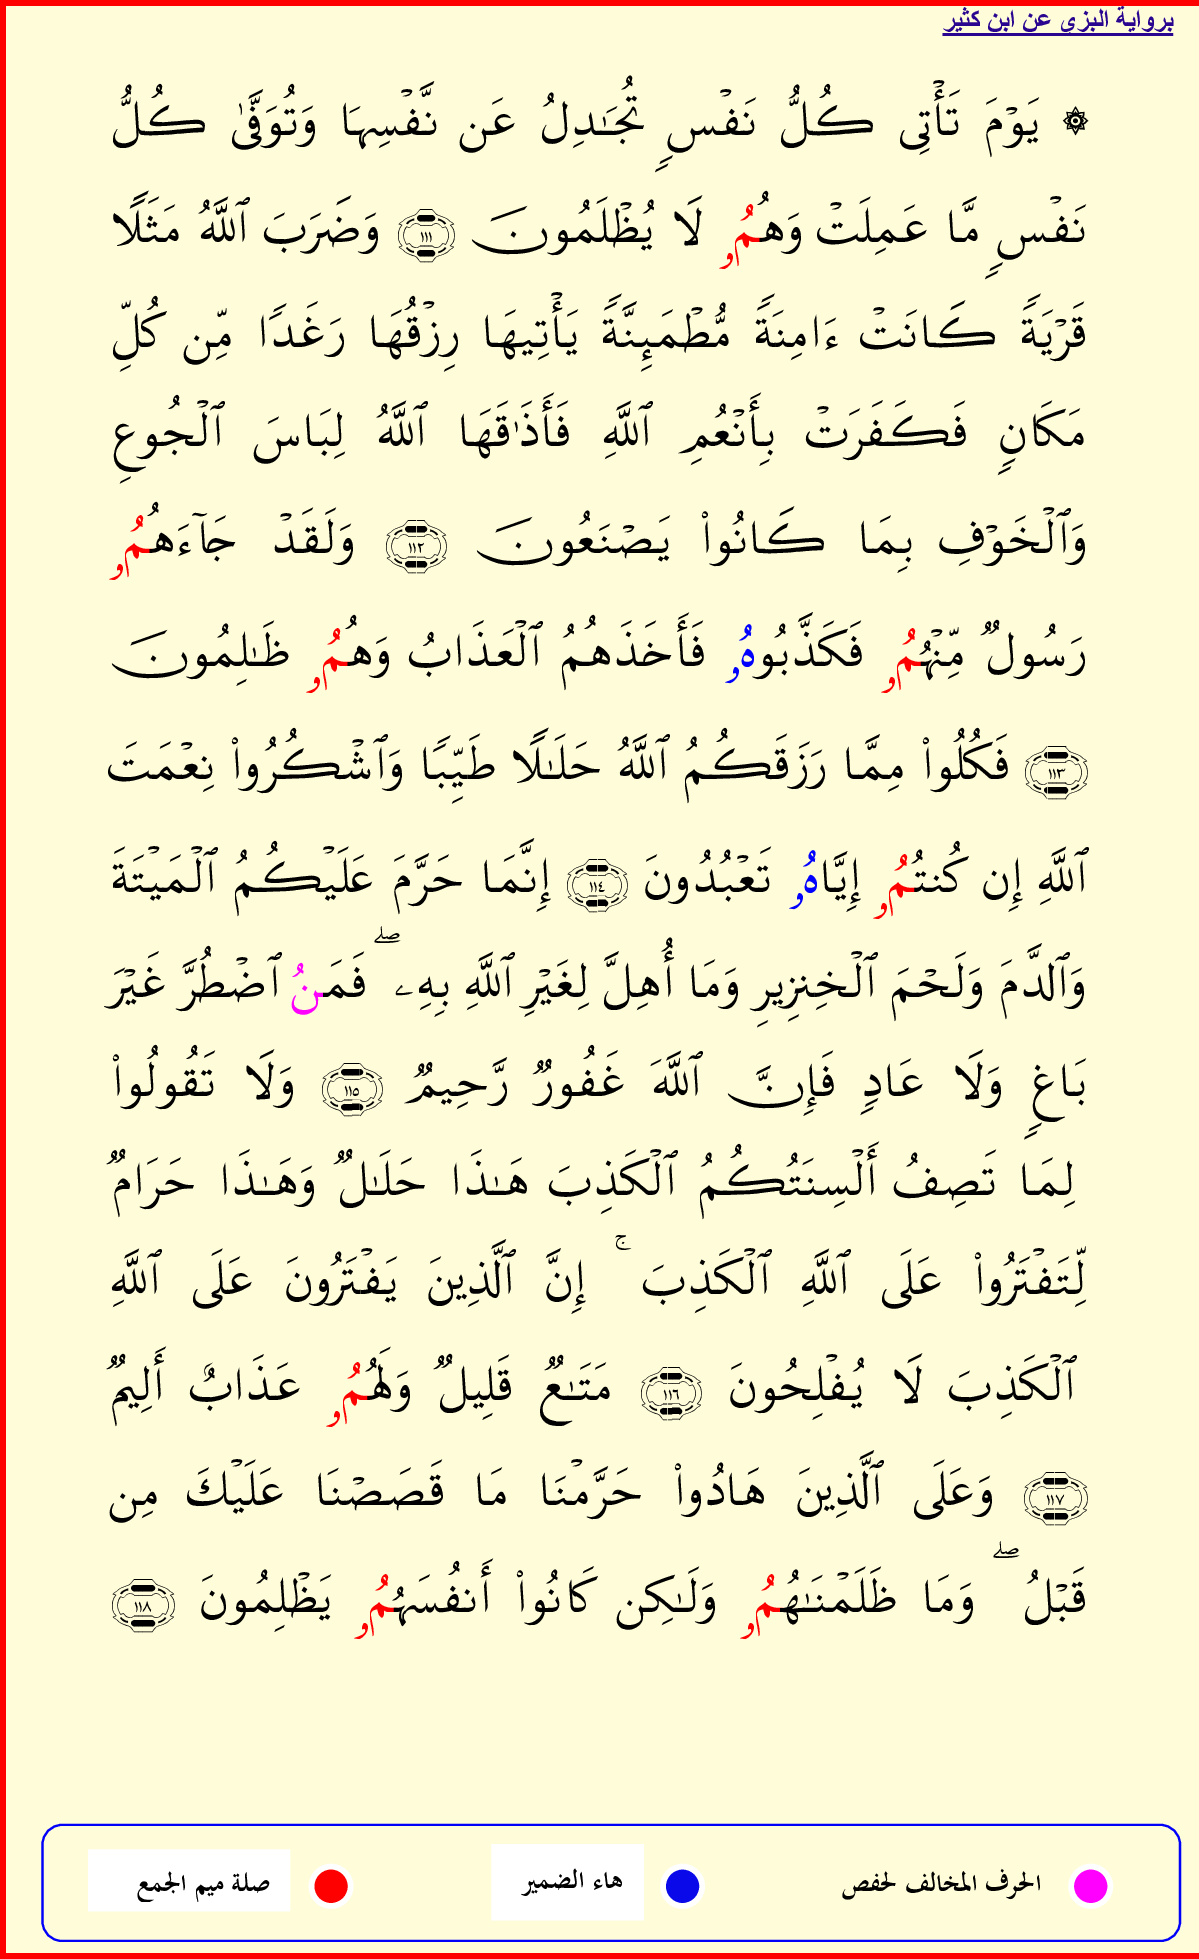 برواية البزي عن ابن كثير
۞ يَوۡمَ تَأۡتِي كُلُّ نَفۡسٖ تُجَٰدِلُ عَن نَّفۡسِهَا وَتُوَفَّىٰ كُلُّ
نَفۡسٖ مَّا عَمِلَتۡ وَهُمُۥ لَا يُظۡلَمُونَ ١١١ وَضَرَبَ ٱللَّهُ مَثَلٗا
قَرۡيَةٗ كَانَتۡ ءَامِنَةٗ مُّطۡمَئِنَّةٗ يَأۡتِيهَا رِزۡقُهَا رَغَدٗا مِّن كُلِّ
مَكَانٖ فَكَفَرَتۡ بِأَنۡعُمِ ٱللَّهِ فَأَذَٰقَهَا ٱللَّهُ لِبَاسَ ٱلۡجُوعِ
وَٱلۡخَوۡفِ بِمَا كَانُواْ يَصۡنَعُونَ ١١٢ وَلَقَدۡ جَآءَهُمُۥ
رَسُولٞ مِّنۡهُمُۥ فَكَذَّبُوهُۥ فَأَخَذَهُمُ ٱلۡعَذَابُ وَهُمُۥ ظَٰلِمُونَ
١١٣ فَكُلُواْ مِمَّا رَزَقَكُمُ ٱللَّهُ حَلَٰلٗا طَيِّبٗا وَٱشۡكُرُواْ نِعۡمَتَ
ٱللَّهِ إِن كُنتُمُۥ إِيَّاهُۥ تَعۡبُدُونَ ١١٤ إِنَّمَا حَرَّمَ عَلَيۡكُمُ ٱلۡمَيۡتَةَ
وَٱلدَّمَ وَلَحۡمَ ٱلۡخِنزِيرِ وَمَا أُهِلَّ لِغَيۡرِ ٱللَّهِ بِهِۦۖ فَمَنُ ٱضۡطُرَّ غَيۡرَ
بَاغٖ وَلَا عَادٖ فَإِنَّ ٱللَّهَ غَفُورٞ رَّحِيمٞ ١١٥ وَلَا تَقُولُواْ
لِمَا تَصِفُ أَلۡسِنَتُكُمُ ٱلۡكَذِبَ هَٰذَا حَلَٰلٞ وَهَٰذَا حَرَامٞ
لِّتَفۡتَرُواْ عَلَى ٱللَّهِ ٱلۡكَذِبَۚ إِنَّ ٱلَّذِينَ يَفۡتَرُونَ عَلَى ٱللَّهِ
ٱلۡكَذِبَ لَا يُفۡلِحُونَ ١١٦ مَتَٰعٞ قَلِيلٞ وَلَهُمُۥ عَذَابٌ أَلِيمٞ
١١٧ وَعَلَى ٱلَّذِينَ هَادُواْ حَرَّمۡنَا مَا قَصَصۡنَا عَلَيۡكَ مِن
قَبۡلُۖ وَمَا ظَلَمۡنَٰهُمُۥ وَلَٰكِن كَانُواْ أَنفُسَهُمُۥ يَظۡلِمُونَ ١١٨
الحرف المخالف لحفص هاء الضمير صلة ميم الجمع